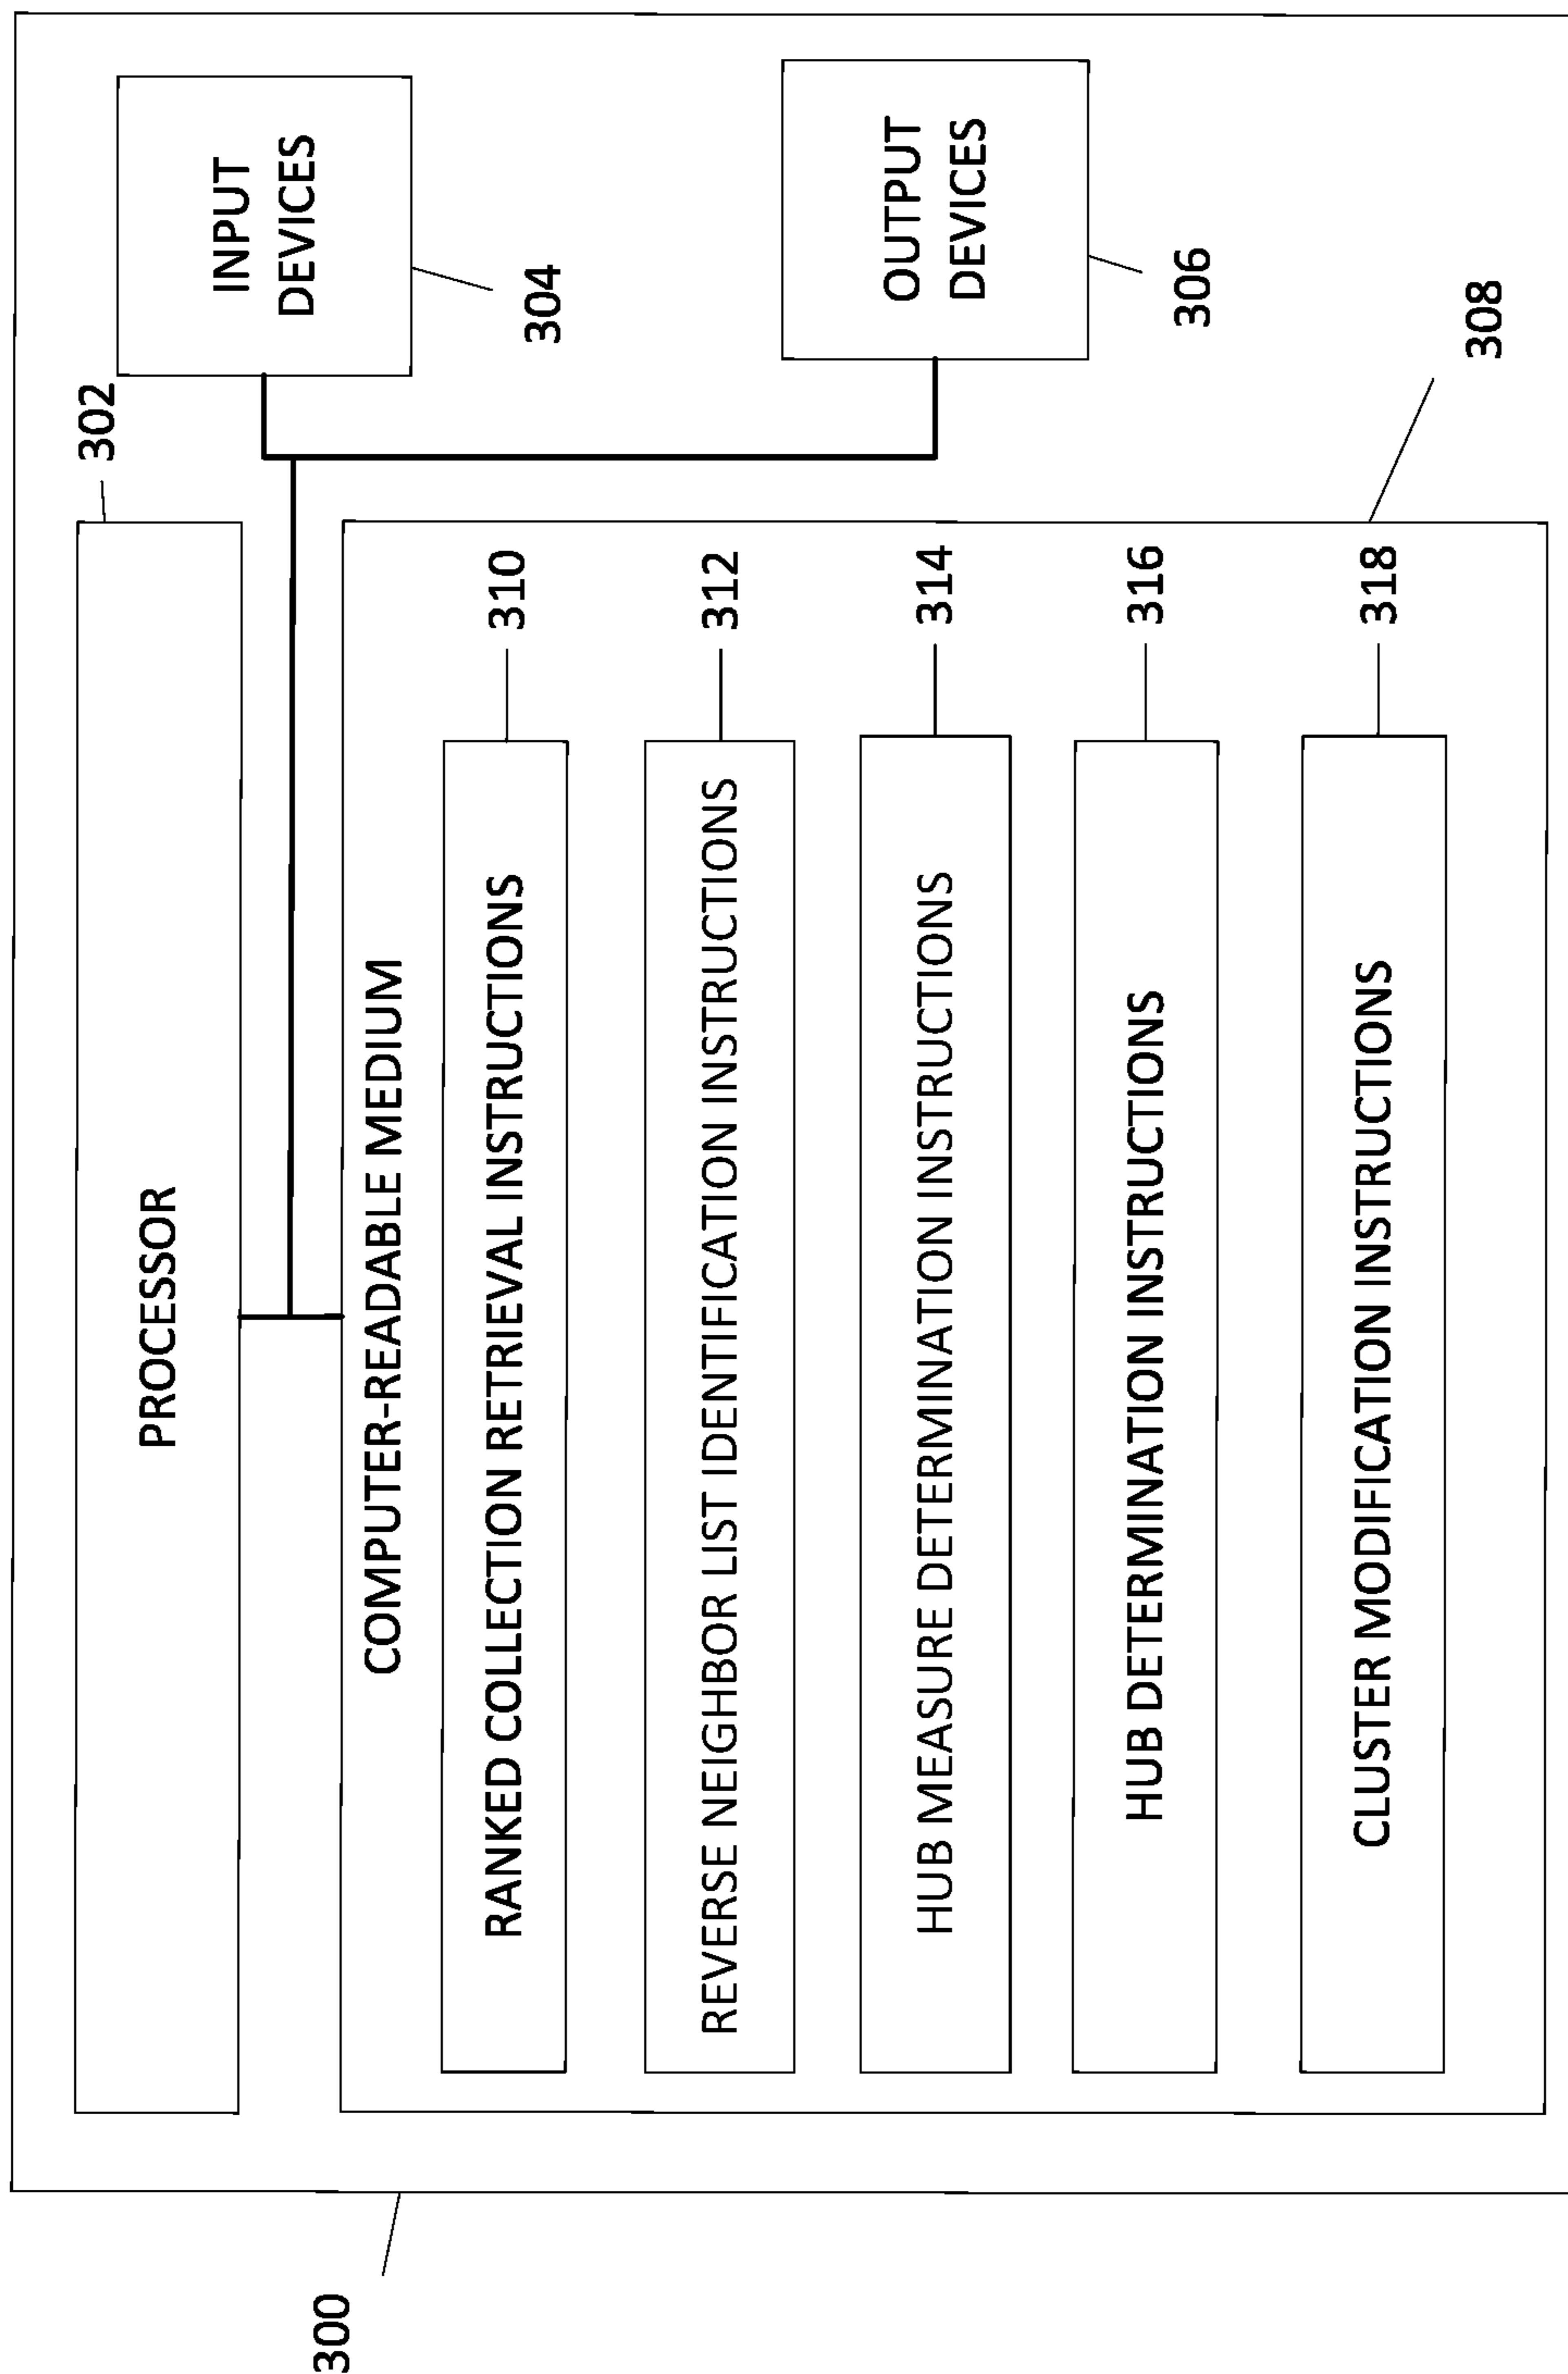 300
PROCESSOR
302
COMPUTER-READABLE MEDIUM
RANKED COLLECTION RETRIEVAL INSTRUCTIONS
310
REVERSE NEIGHBOR LIST IDENTIFICATION INSTRUCTIONS
312
HUB MEASURE DETERMINATION INSTRUCTIONS
314
HUB DETERMINATION INSTRUCTIONS
316
CLUSTER MODIFICATION INSTRUCTIONS
318
308
INPUT
DEVICES
304
OUTPUT
DEVICES
306